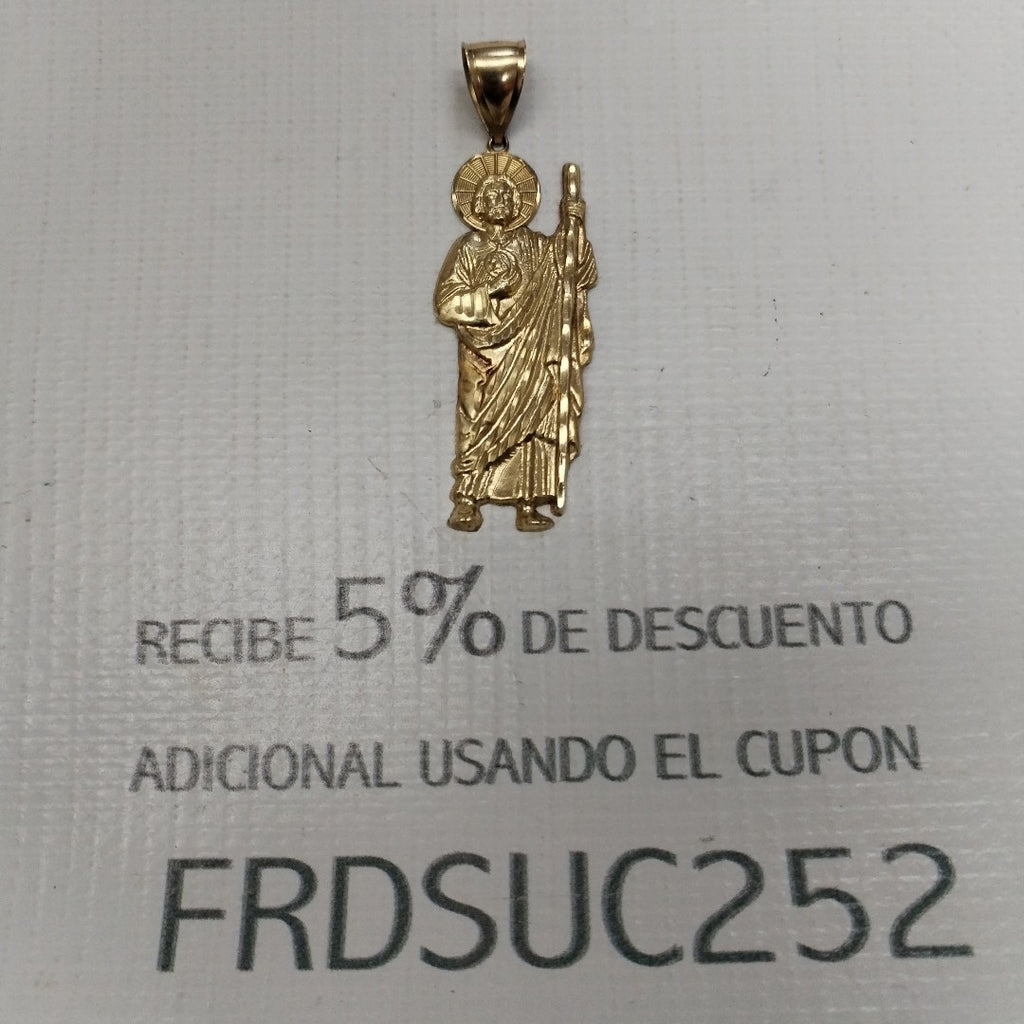 RECIBE 5% DE DESCUENTO
ADICIONAL USANDO EL CUPON
FRDSUC252